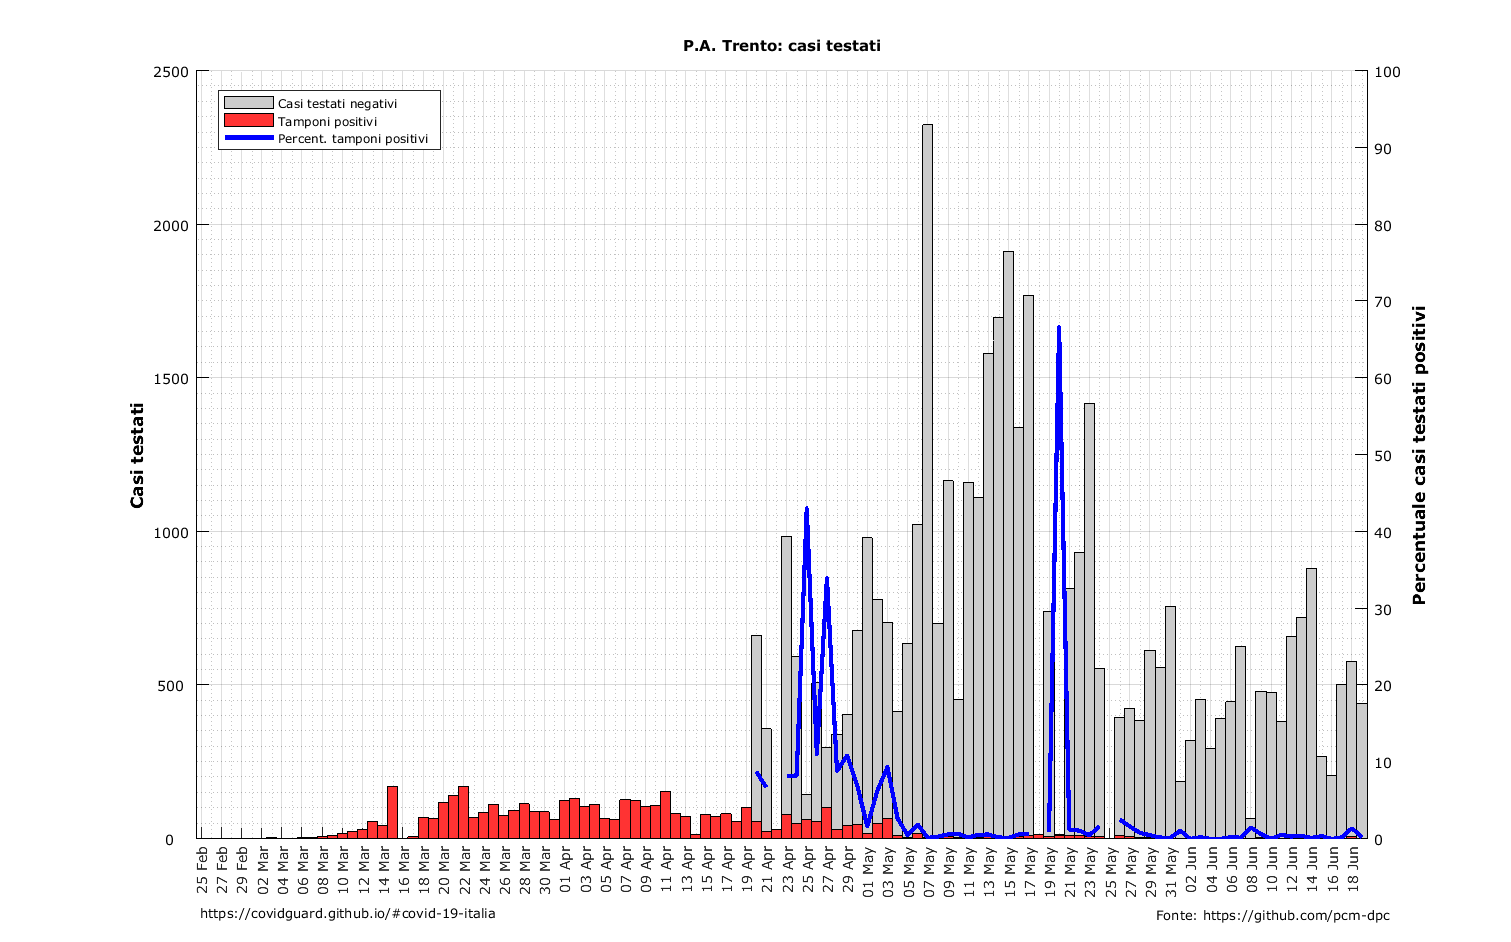 P.A. Trento: casi testati
Casi testati negativi
Tamponi positivi
Percent. tamponi positivi
2500
2000
1500
1000
500
0
Casi testati
100
90
80
70
60
50
40
30
20
10
0
Percentuale casi testati positivi
25 Feb
27 Feb
29 Feb
02 Mar
04 Mar
06 Mar
08 Mar
10 Mar
12 Mar
14 Mar
16 Mar
18 Mar
20 Mar
22 Mar
24 Mar
26 Mar
28 Mar
30 Mar
01 Apr
03 Apr
05 Apr
07 Apr
09 Apr
11 Apr
13 Apr
15 Apr
17 Apr
19 Apr
21 Apr
23 Apr
25 Apr
27 Apr
29 Apr
01 May
03 May
05 May
07 May
09 May
11 May
13 May
15 May
17 May
19 May
21 May
23 May
25 May
27 May
29 May
31 May
02 Jun
04 Jun
06 Jun
08 Jun
10 Jun
12 Jun
14 Jun
16 Jun
18 Jun
https://covidguard.github.io/#covid-19-italia
Fonte: https://github.com/pcm-dpc